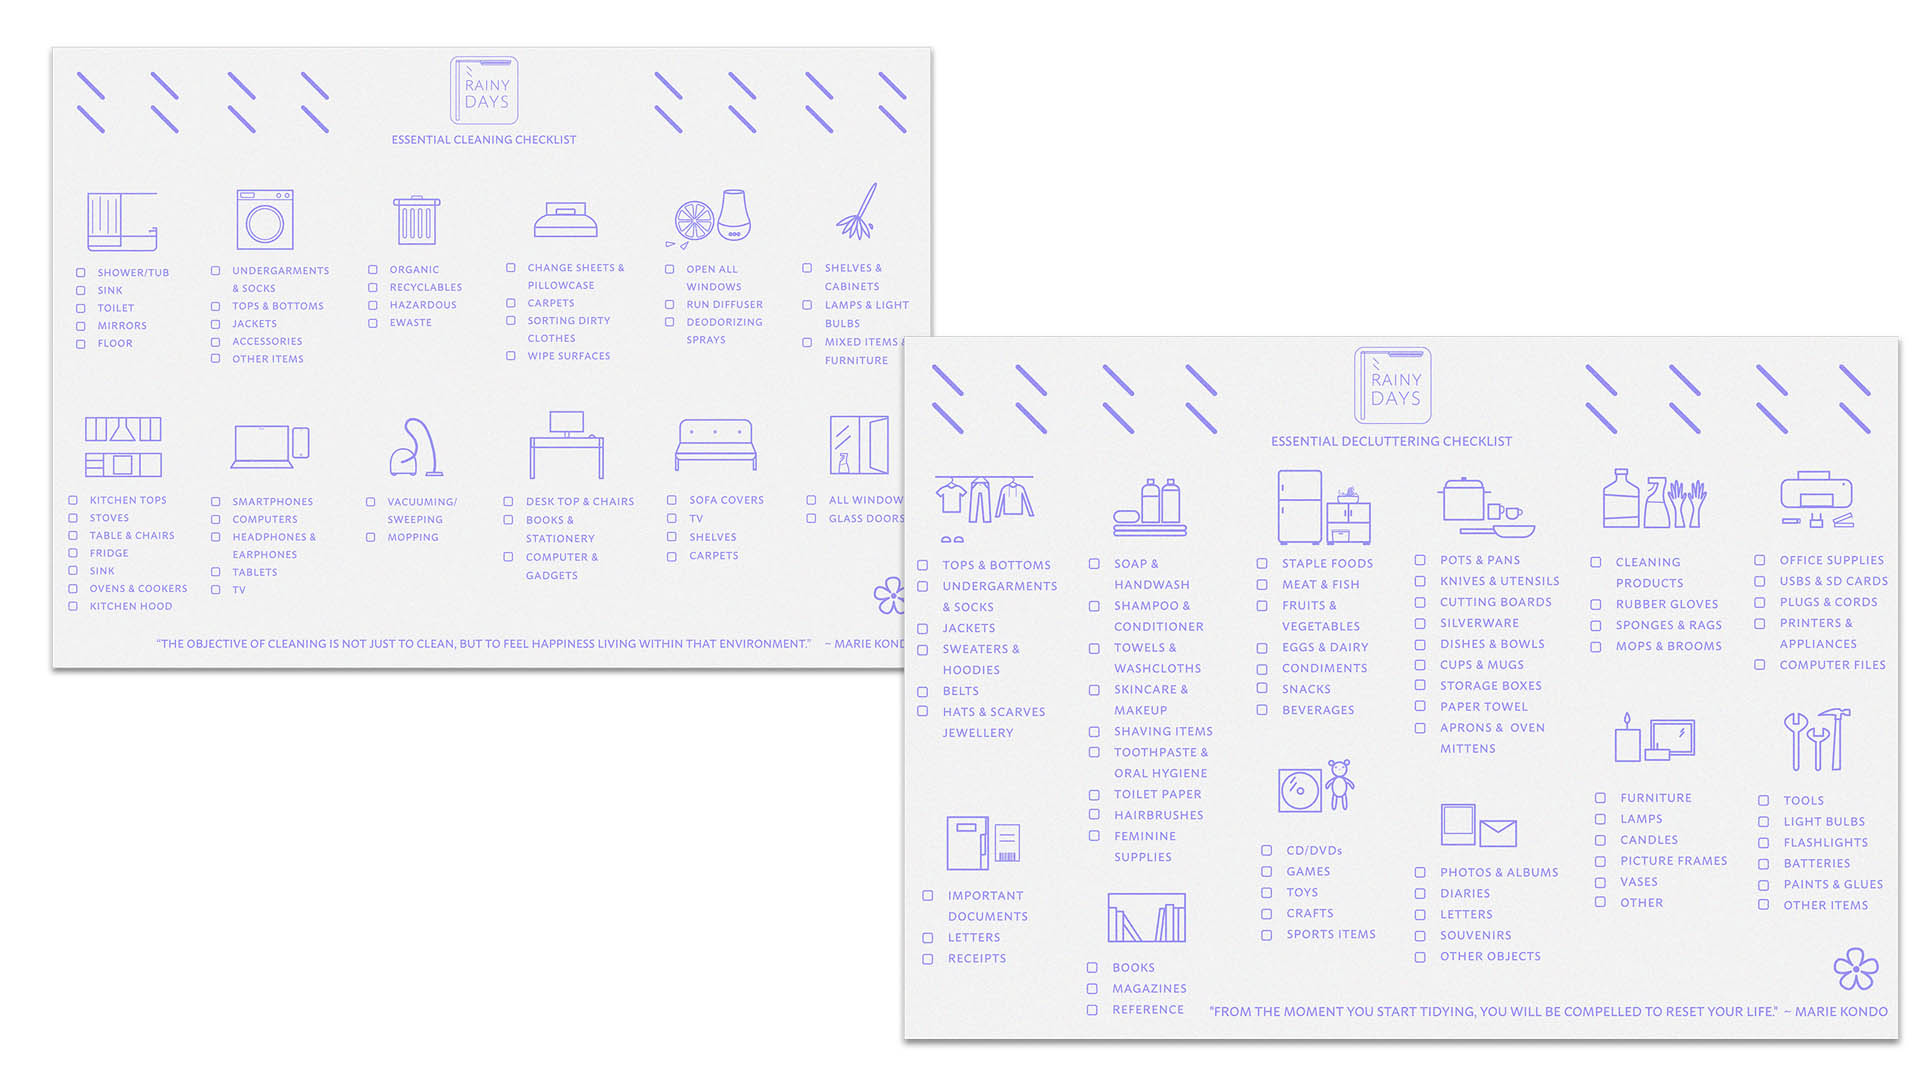 RAINY
DAYS
ESSENTIAL CLEANING CHECKLIST
SHOWER/TUB
SINK
TOILET
MIRRORS
FLOOR
UNDERGARMENTS
& SOCKS
TOPS & BOTTOMS
JACKETS
ACCESSORIES
OTHER ITEMS
ORGANIC
RECYCLABLES
HAZARDOUS
EWASTE
CHANGE SHEETS &
PILLOWCASE
CARPETS
SORTING DIRTY
CLOTHES
WIPE SURFACES
OPEN ALL
WINDOWS
RUN DIFFUSER
DEODORIZING
SPRAYS
SHELVES &
CABINETS
LAMPS & LIGHT
BULBS
MIXED ITEMS &
FURNITURE
KITCHEN TOPS
STOVES
TABLE & CHAIRS
FRIDGE
SINK
OVENS & COOKERS
KITCHEN HOOD
SMARTPHONES
COMPUTERS
HEADPHONES &
EARPHONES
TABLETS
TV
VACUUMING/
SWEEPING
MOPPING
DESK TOP & CHAIRS
BOOKS &
STATIONERY
COMPUTER &
GADGETS
SOFA COVERS
TV
SHELVES
CARPETS
ALL WINDOW
GLASS DOORS
"THE OBJECTIVE OF CLEANING IS NOT JUST TO CLEAN, BUT TO FEEL HAPPINESS LIVING WITHIN THAT ENVIRONMENT." ~ MARIE KOND
RAINY
DAYS
ESSENTIAL DECLUTTERING CHECKLIST
TOPS & BOTTOMS
UNDERGARMENTS
& SOCKS
JACKETS
SWEATERS &
HOODIES
BELTS
HATS & SCARVES
JEWELLERY
SOAP &
HANDWASH
SHAMPOO &
CONDITIONER
TOWELS &
WASHCLOTHS
SKINCARE &
MAKEUP
SHAVING ITEMS
TOOTHPASTE &
ORAL HYGIENE
TOILET PAPER
HAIRBRUSHES
FEMININE
SUPPLIES
STAPLE FOODS
MEAT & FISH
FRUITS &
VEGETABLES
EGGS & DAIRY
CONDIMENTS
SNACKS
BEVERAGES
POTS & PANS
KNIVES & UTENSILS
CUTTING BOARDS
SILVERWARE
DISHES & BOWLS
CUPS & MUGS
STORAGE BOXES
PAPER TOWEL
APRONS & OVEN
MITTENS
CLEANING
PRODUCTS
RUBBER GLOVES
SPONGES & RAGS
MOPS & BROOMS
OFFICE SUPPLIES
USBS & SD CARDS
PLUGS & CORDS
PRINTERS &
APPLIANCES
COMPUTER FILES
IMPORTANT
DOCUMENTS
LETTERS
RECEIPTS
BOOKS
MAGAZINES
REFERENCE
CD/DVDs
GAMES
TOYS
CRAFTS
SPORTS ITEMS
PHOTOS & ALBUMS
DIARIES
LETTERS
SOUVENIRS
OTHER OBJECTS
FURNITURE
LAMPS
CANDLES
PICTURE FRAMES
VASES
OTHER
TOOLS
LIGHT BULBS
FLASHLIGHTS
BATTERIES
PAINTS & GLUES
OTHER ITEMS
"FROM THE MOMENT YOU START TIDYING, YOU WILL BE COMPELLED TO RESET YOUR LIFE." ~ MARIE KONDO